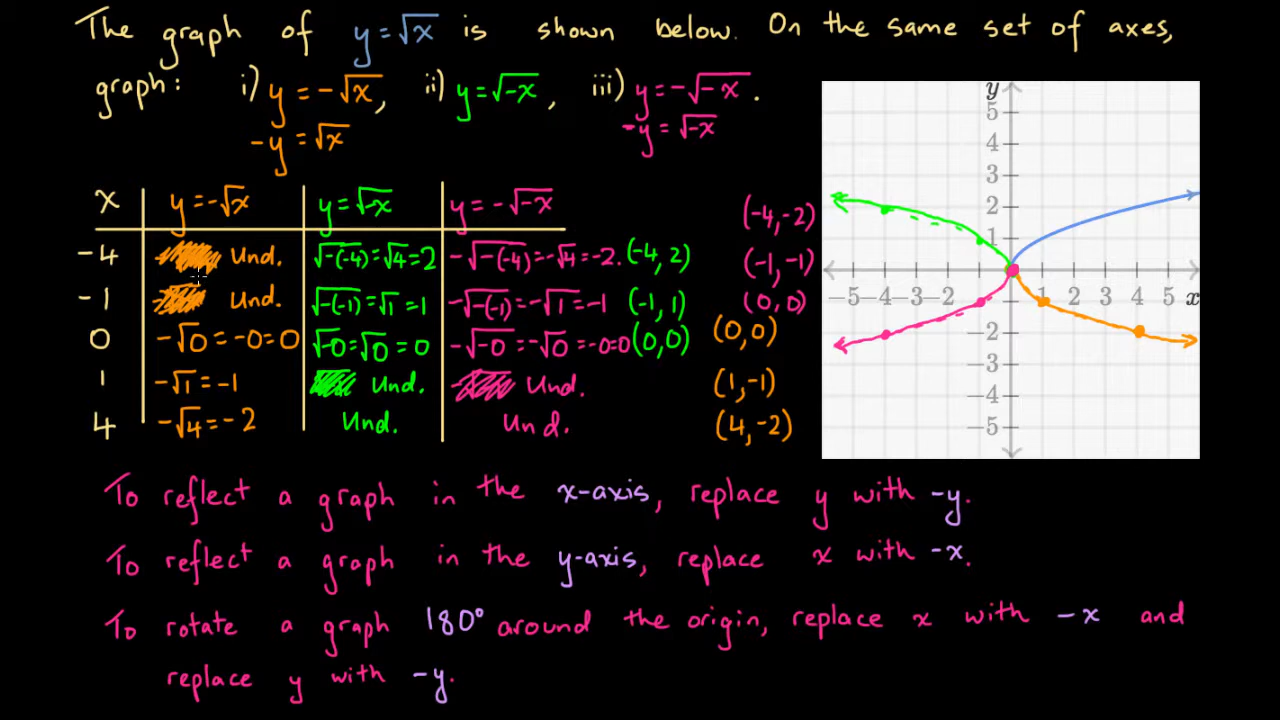 The graph of y=√x is shown below. On the same set of axes,
graph: i) y=-√x, ii) y=√-x, iii) y=-√-x.
-y=√x -y=√-x
x y=-√x y=√-x y=-√-x
-4 Und. √-(-4)=√4=2 -√-(-4)=-√4=-2. (-4, 2) (-4,-2)
-1 Und. √-(-1)=√1=1 -√-(-1)=-√1=-1 (-1, 1) (-1,-1)
0 -√0=-0=0 √-0=√0=0 -√-0=-√0=-0=0 (0,0) (0,0)
(0,0)
1 -√1=-1 Und. Und. (1,-1)
4 -√4=-2 Und. Und. (4,-2)
y
5
4
3
2
1
-5 -4 -3 -2 2 3 4 5 x
-2
-3
-4
-5
To reflect a graph in the x-axis, replace y with -y.
To reflect a graph in the y-axis, replace x with -x.
To rotate a graph 180° around the origin, replace x with -x and
replace y with -y.